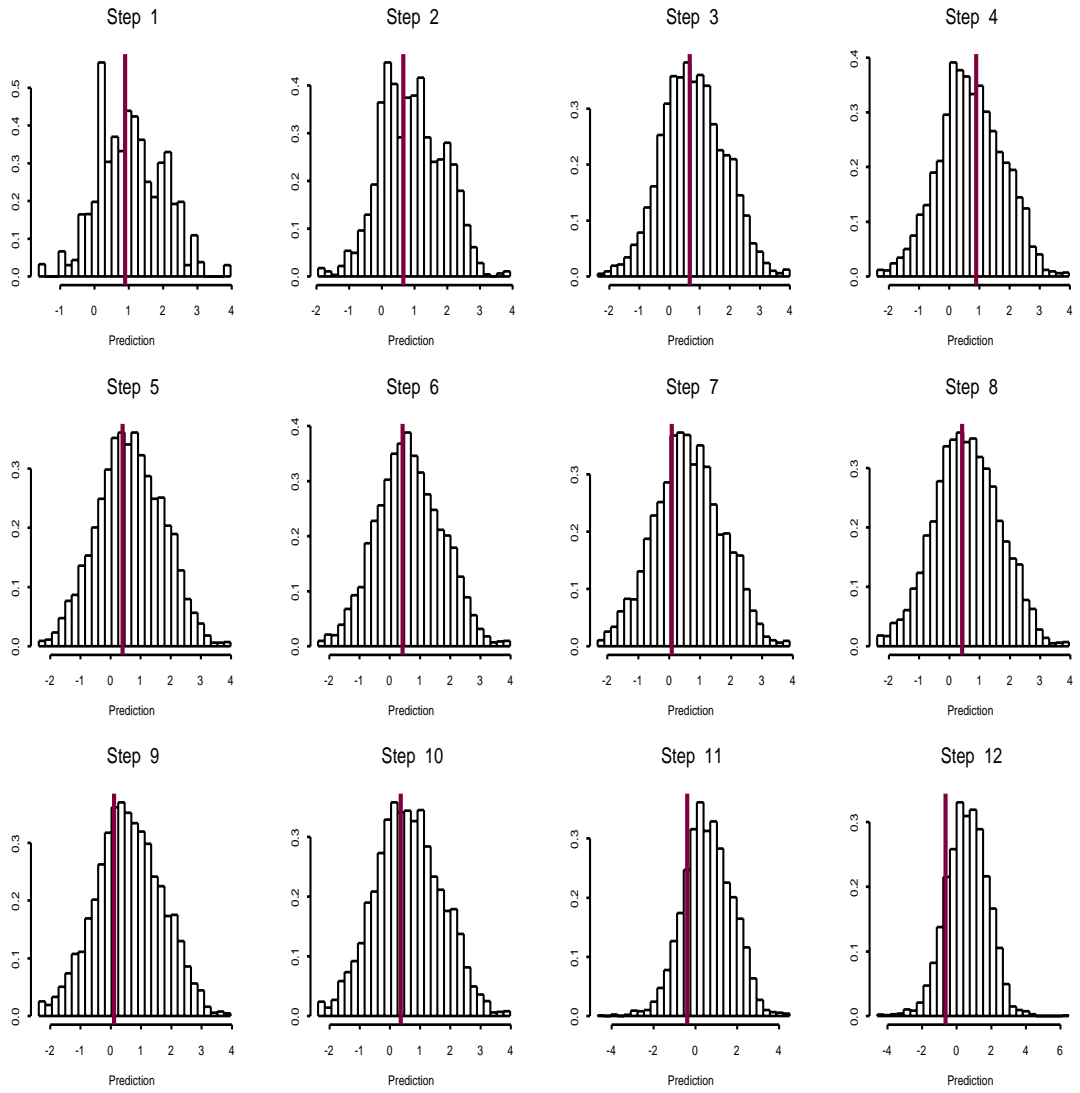 Step 1
0.0 0.1 0.2 0.3 0.4 0.5
-1 0 1 2 3 4
Prediction
Step 2
0.0 0.1 0.2 0.3 0.4
-2 -1 0 1 2 3 4
Prediction
Step 3
0.0 0.1 0.2 0.3
-2 -1 0 1 2 3 4
Prediction
Step 4
0.0 0.1 0.2 0.3 0.4
-2 -1 0 1 2 3 4
Prediction
Step 5
0.0 0.1 0.2 0.3
-2 -1 0 1 2 3 4
Prediction
Step 6
0.0 0.1 0.2 0.3 0.4
-2 -1 0 1 2 3 4
Prediction
Step 7
0.0 0.1 0.2 0.3
-2 -1 0 1 2 3 4
Prediction
Step 8
0.0 0.1 0.2 0.3
-2 -1 0 1 2 3 4
Prediction
Step 9
0.0 0.1 0.2 0.3
-2 -1 0 1 2 3 4
Prediction
Step 10
0.0 0.1 0.2 0.3
-2 -1 0 1 2 3 4
Prediction
Step 11
0.0 0.1 0.2 0.3
-4 -2 0 2 4
Prediction
Step 12
0.0 0.1 0.2 0.3
-4 -2 0 2 4 6
Prediction